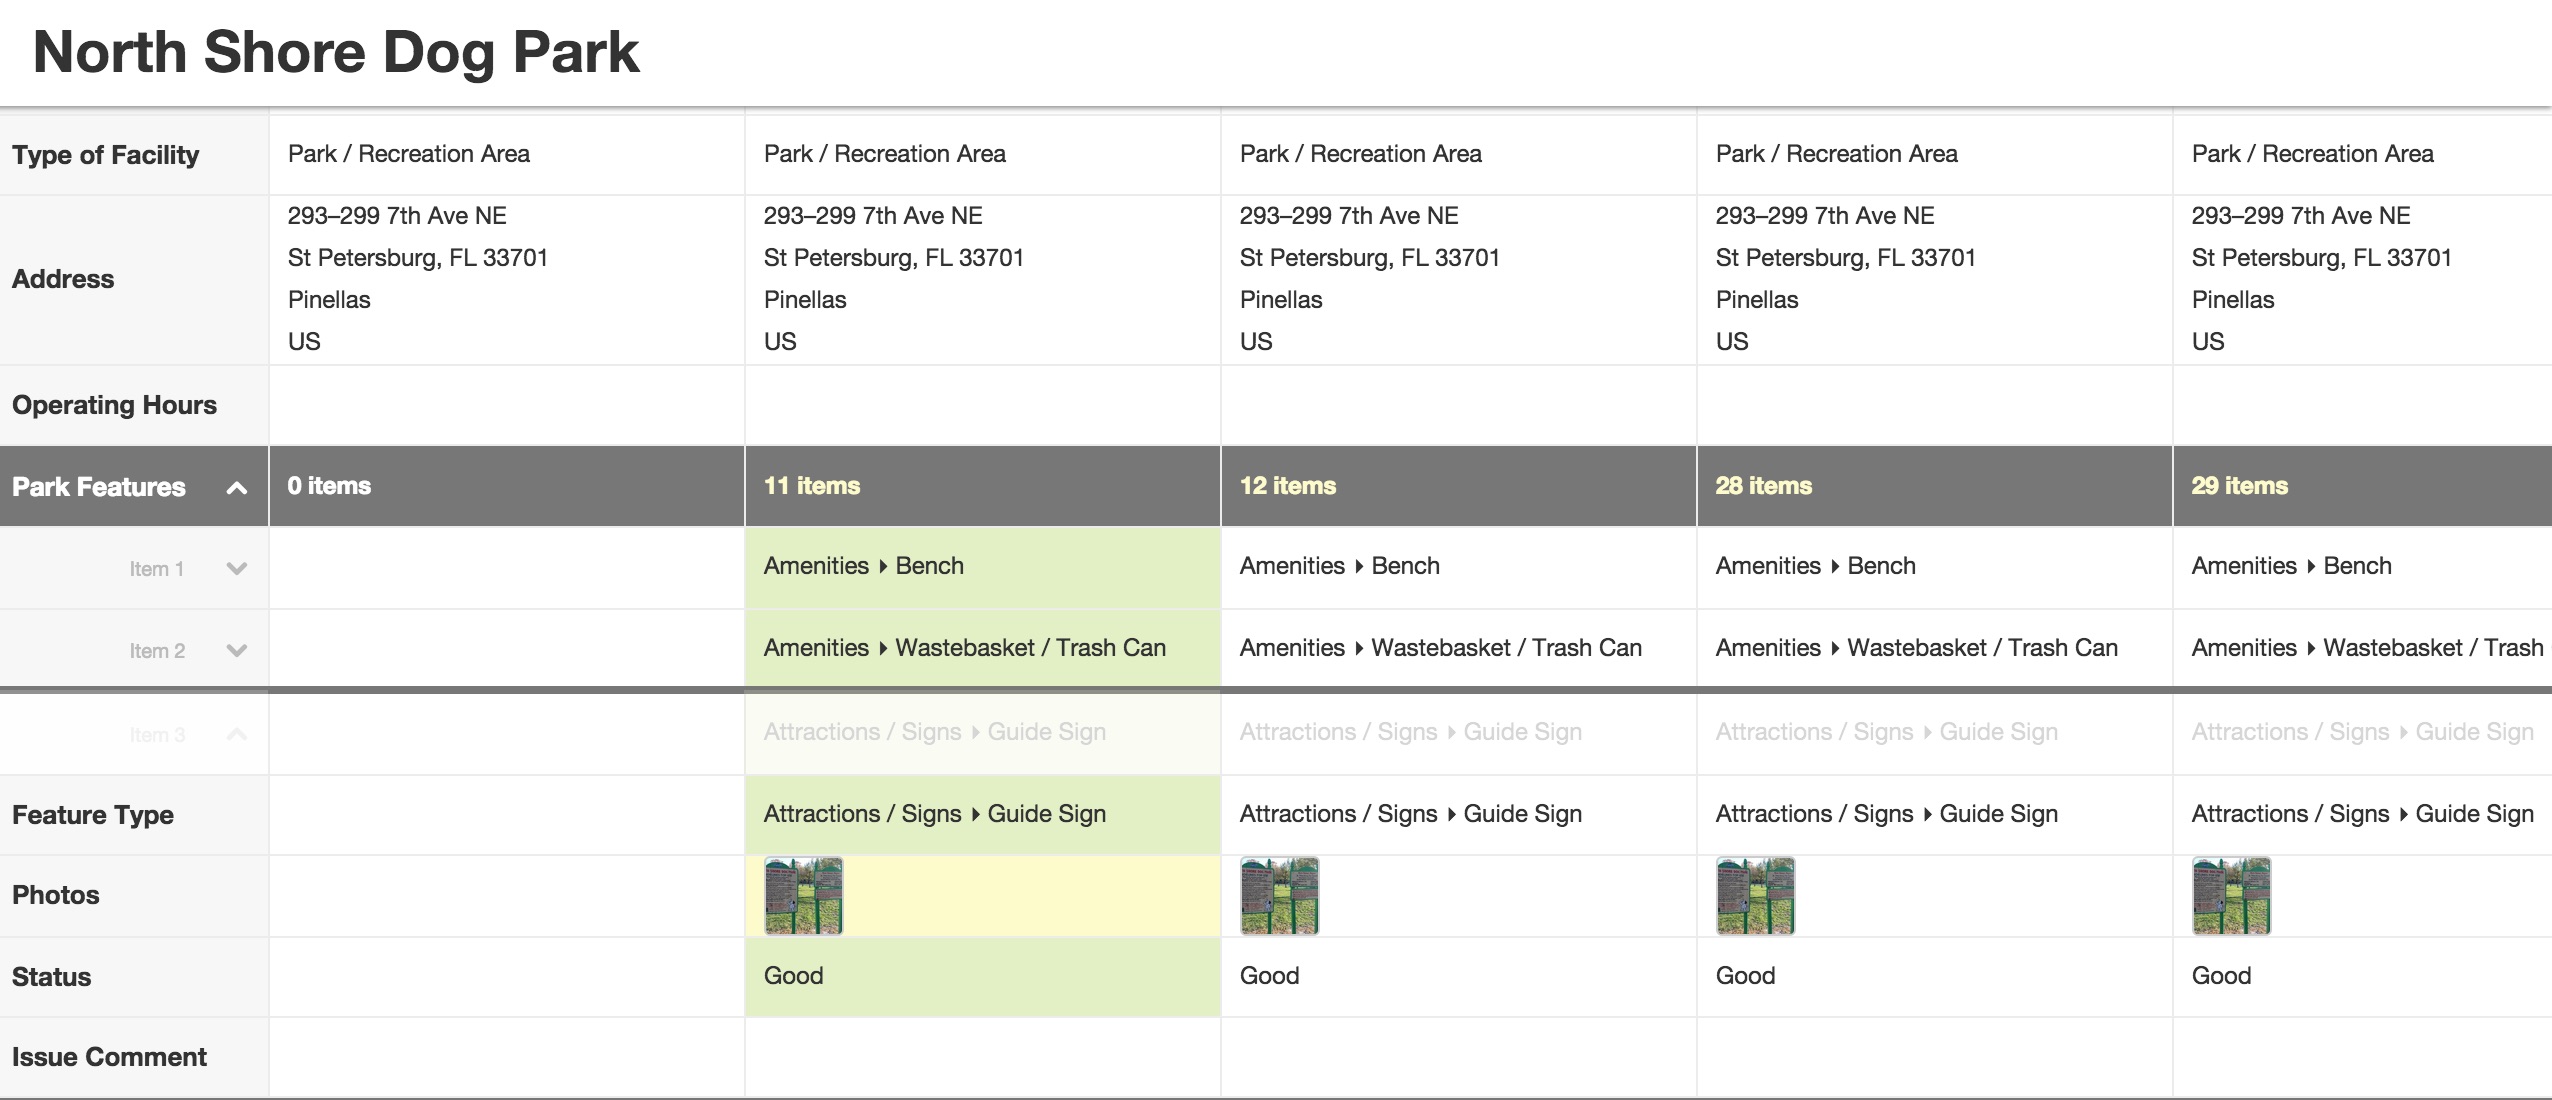 North Shore Dog Park
Type of Facility
Park / Recreation Area
Park / Recreation Area
Park / Recreation Area
Park / Recreation Area
Park / Recreation Area
Address
293–299 7th Ave NE
St Petersburg, FL 33701
Pinellas
US
293–299 7th Ave NE
St Petersburg, FL 33701
Pinellas
US
293–299 7th Ave NE
St Petersburg, FL 33701
Pinellas
US
293–299 7th Ave NE
St Petersburg, FL 33701
Pinellas
US
293–299 7th Ave NE
St Petersburg, FL 33701
Pinellas
US
Operating Hours
Park Features
0 items
11 items
12 items
28 items
29 items
Item 1
Amenities ▸ Bench
Amenities ▸ Bench
Amenities ▸ Bench
Amenities ▸ Bench
Item 2
Amenities ▸ Wastebasket / Trash Can
Amenities ▸ Wastebasket / Trash Can
Amenities ▸ Wastebasket / Trash Can
Amenities ▸ Wastebasket / Trash
Item 3
Attractions / Signs ▸ Guide Sign
Attractions / Signs ▸ Guide Sign
Attractions / Signs ▸ Guide Sign
Attractions / Signs ▸ Guide Sign
Feature Type
Attractions / Signs ▸ Guide Sign
Attractions / Signs ▸ Guide Sign
Attractions / Signs ▸ Guide Sign
Attractions / Signs ▸ Guide Sign
Photos
Status
Good
Good
Good
Good
Issue Comment